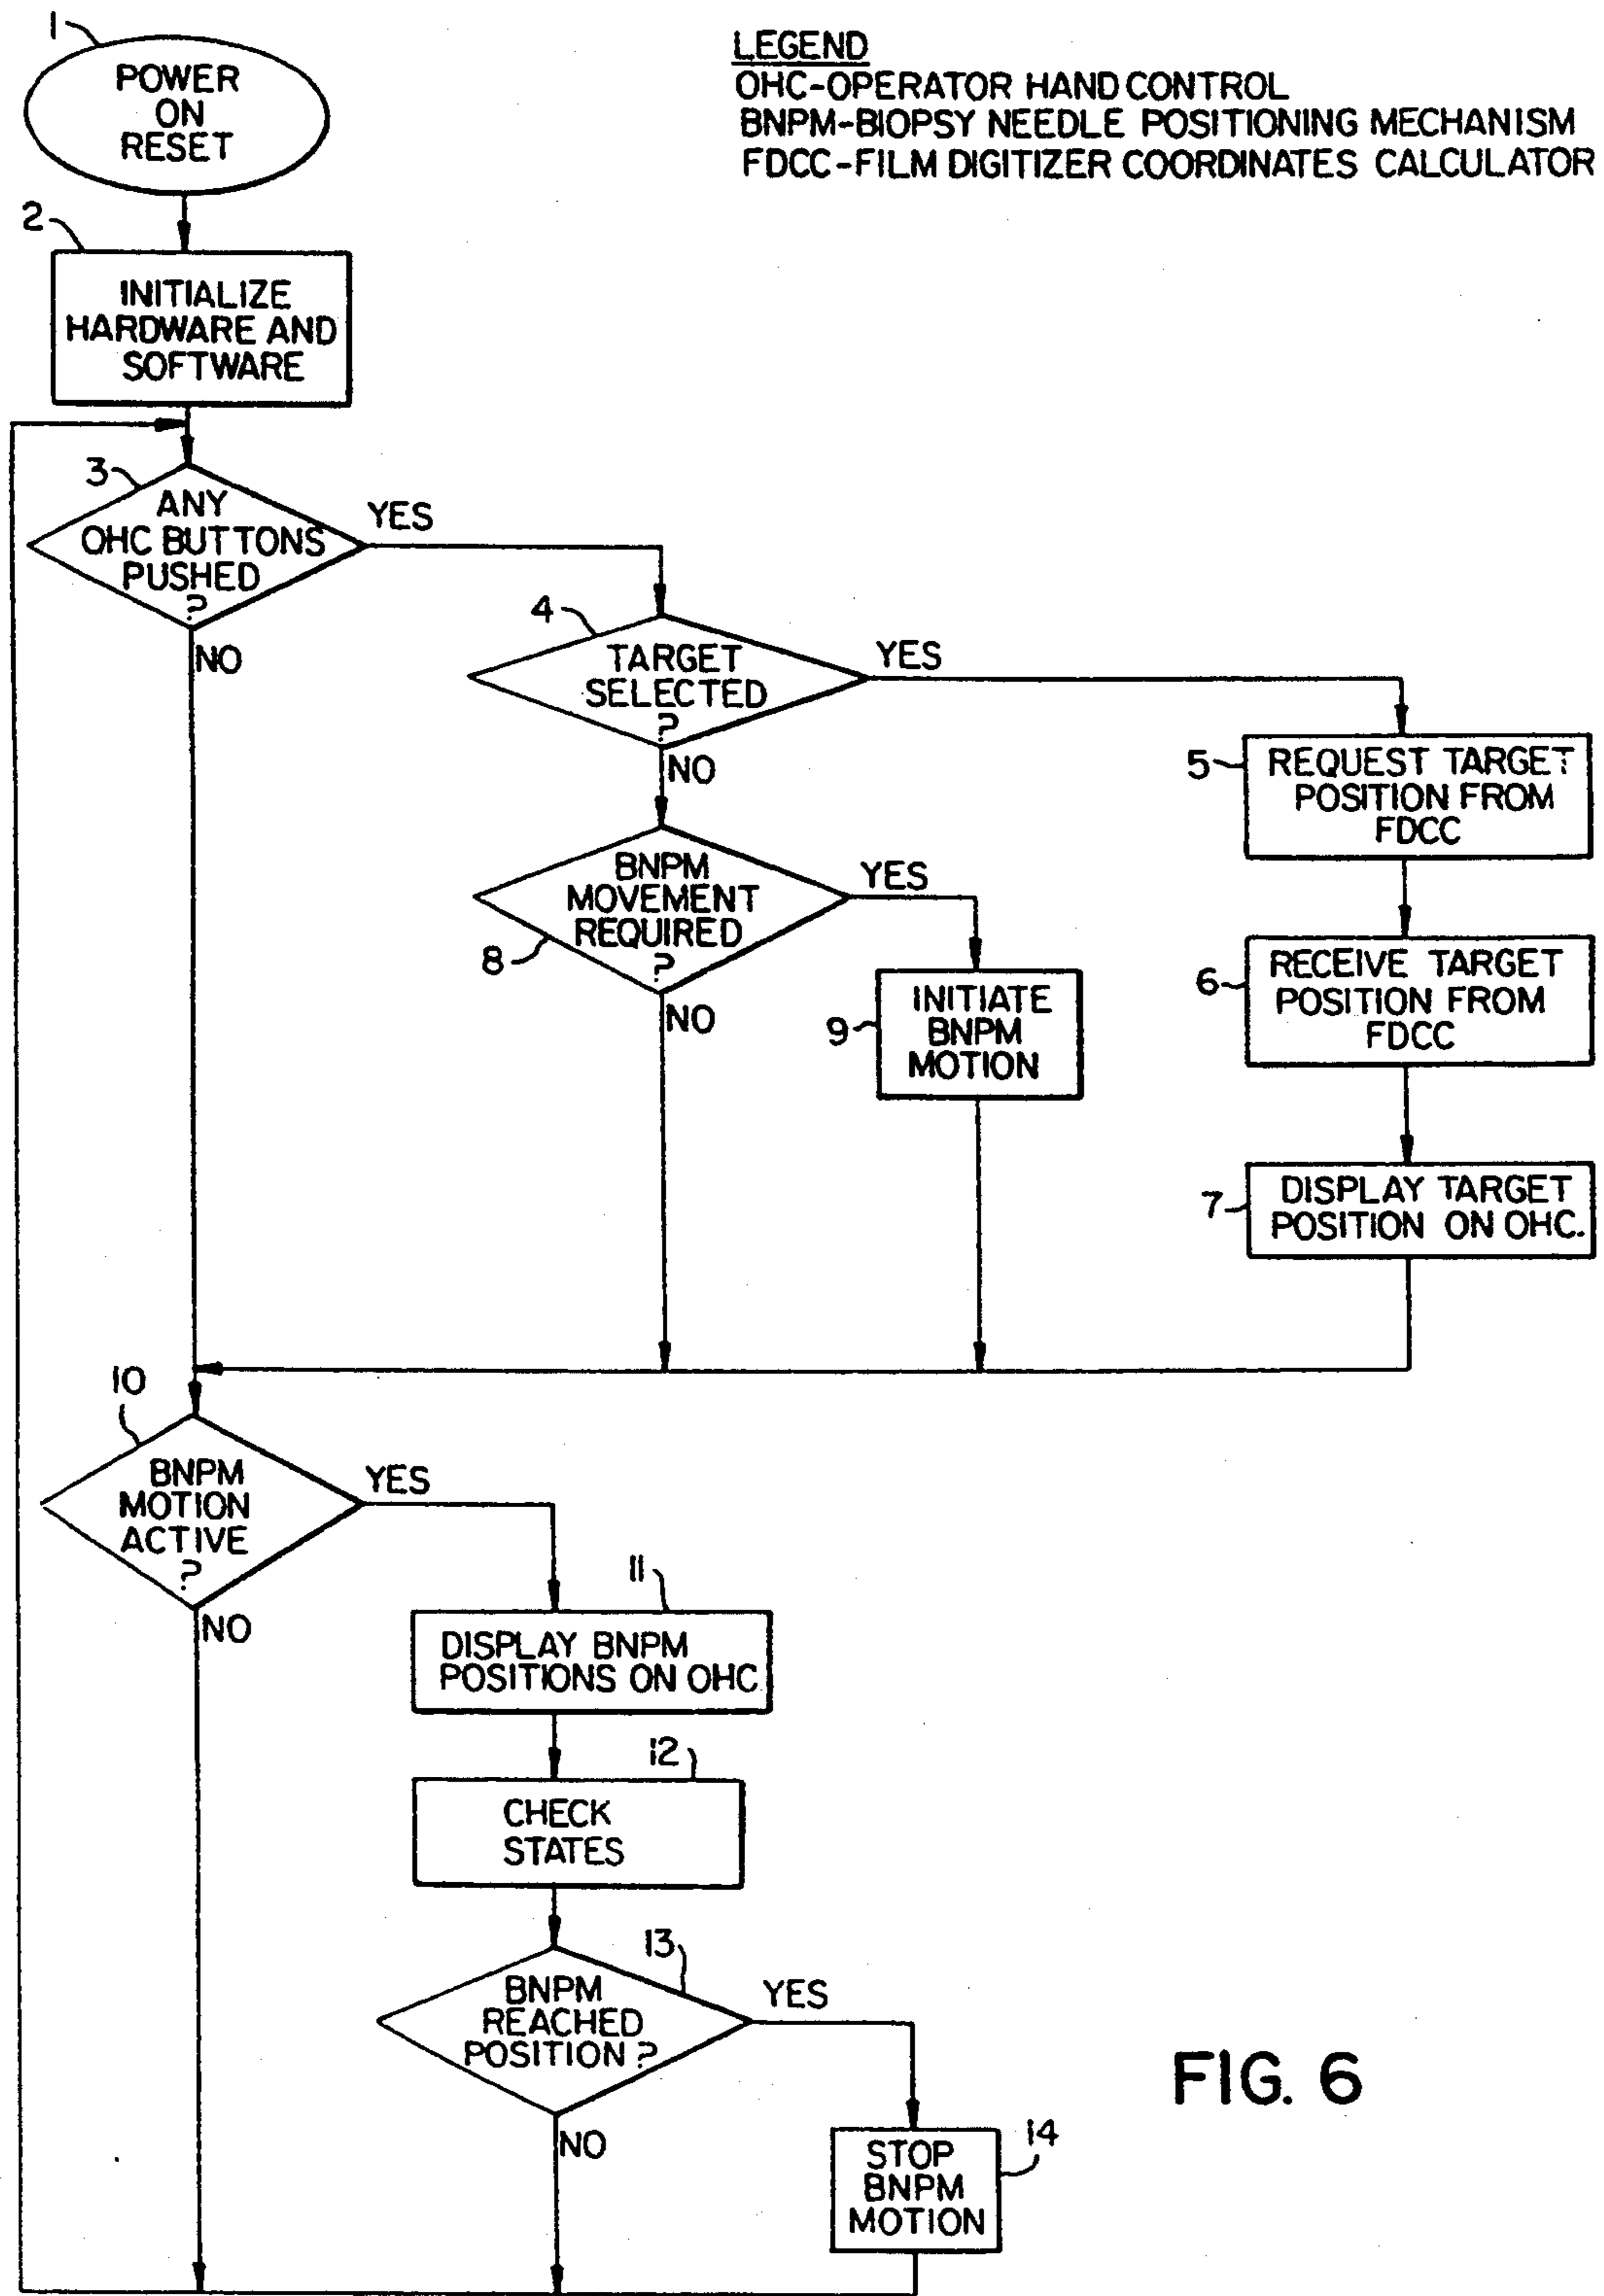 LEGEND
OHC-OPERATOR HAND CONTROL
BNPM-BIOPSY NEEDLE POSITIONING MECHANISM
FDCC-FILM DIGITIZER COORDINATES CALCULATOR
1
POWER
ON
RESET
2
INITIALIZE
HARDWARE AND
SOFTWARE
3
ANY
OHC BUTTONS
PUSHED
?
YES
NO
4
TARGET
SELECTED
?
YES
NO
5
REQUEST TARGET
POSITION FROM
FDCC
6
RECEIVE TARGET
POSITION FROM
FDCC
7
DISPLAY TARGET
POSITION ON OHC.
8
BNPM
MOVEMENT
REQUIRED
?
YES
NO
9
INITIATE
BNPM
MOTION
10
BNPM
MOTION
ACTIVE
?
YES
NO
11
DISPLAY BNPM
POSITIONS ON OHC
12
CHECK
STATES
13
BNPM
REACHED
POSITION ?
YES
NO
14
STOP
BNPM
MOTION
FIG. 6